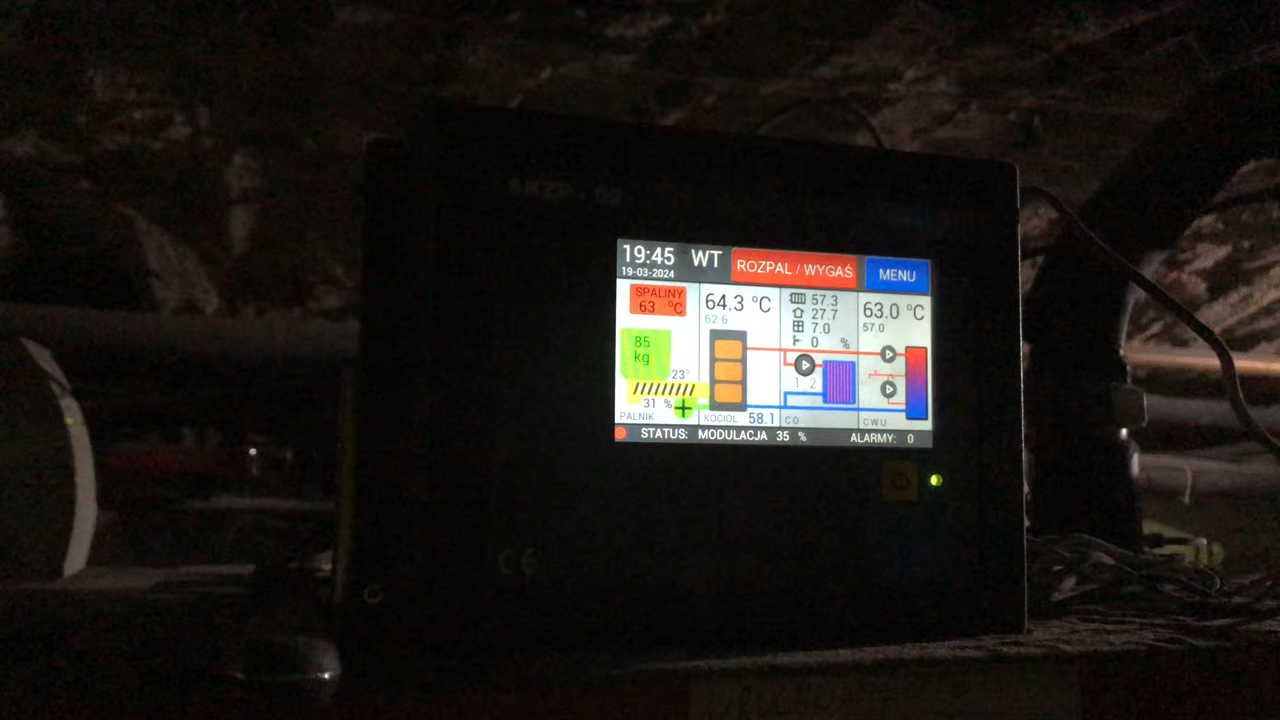 19:45 WT ROZPAL / WYGAŚ MENU
19-03-2024
SPALINY
63 °C
85
kg
23°
31 %
PALNIK
64.3 °C
62.6
KOCIOŁ 58.1
57.3
27.7
7.0
0 %
1 2
CO
63.0 °C
57.0
CWU
STATUS: MODULACJA 35 % ALARMY: 0
CE